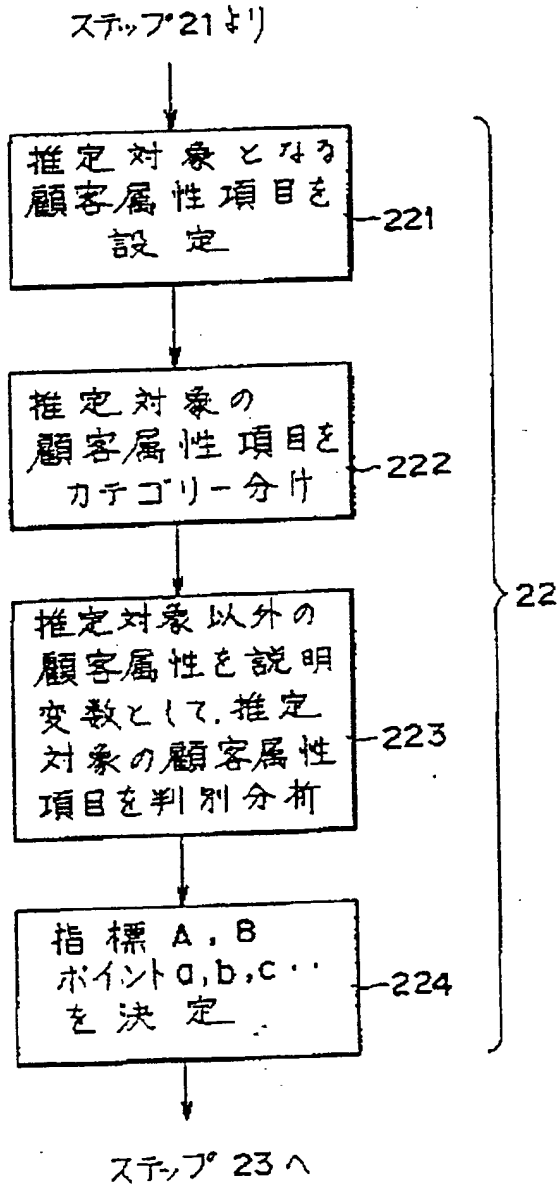 ステップ21より
推定対象となる
顧客属性項目を
設定
221
推定対象の
顧客属性項目を
カテゴリー分け
222
推定対象以外の
顧客属性を説明
変数として,推定
対象の顧客属性
項目を判別分析
223
指標A,B
ポイントa,b,c‥
を決定
224
22
ステップ23へ